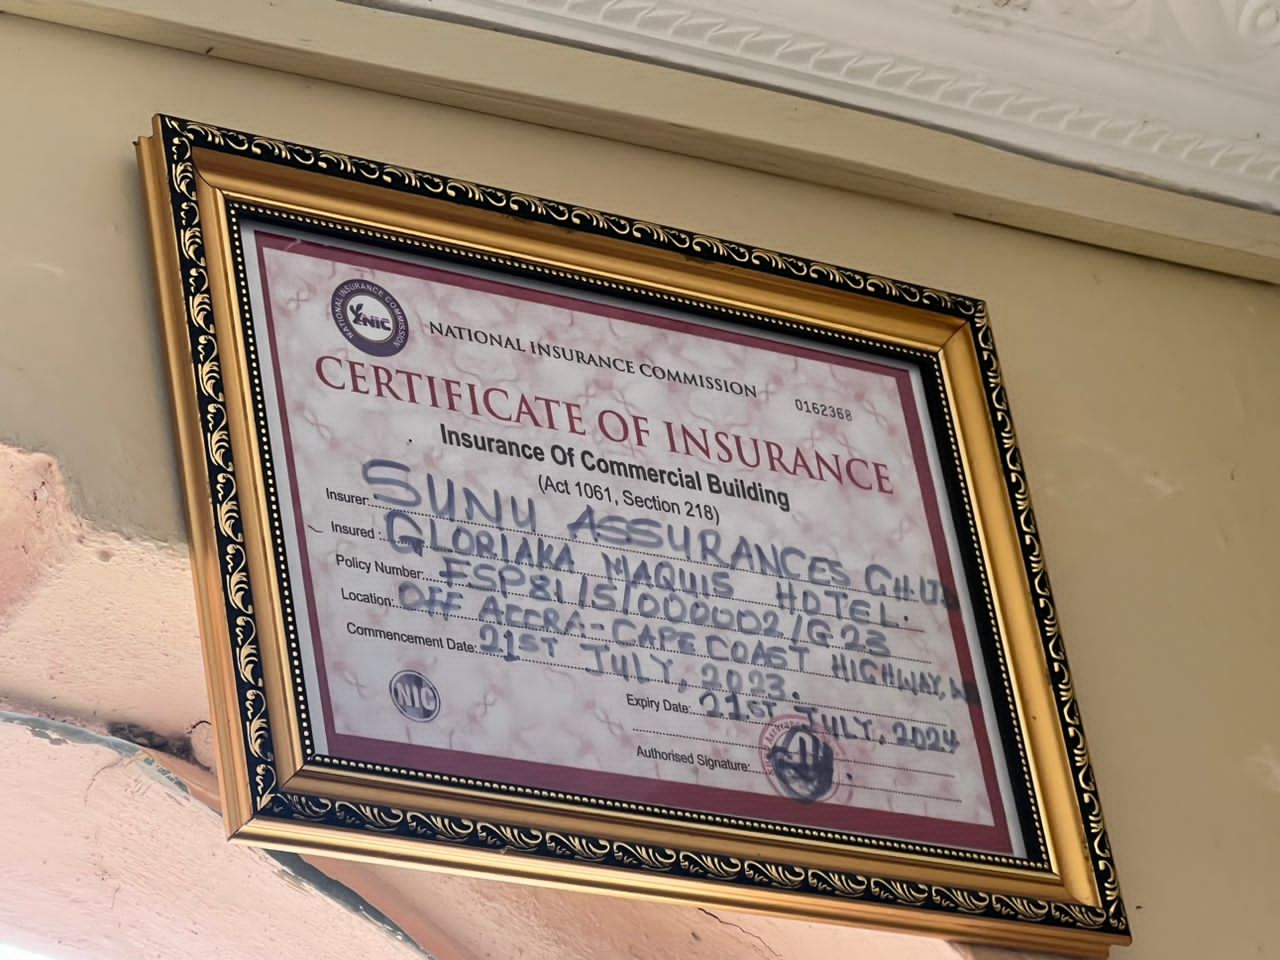 NATIONAL INSURANCE COMMISSION
NIC
NATIONAL INSURANCE COMMISSION
0162368
CERTIFICATE OF INSURANCE
Insurance Of Commercial Building
(Act 1061, Section 218)
Insurer: SUNU ASSURANCES GH. LTD
Insured : GLORIAKA MAQUIS HOTEL.
Policy Number FSP81/5/000002/G23
Location: OFF ACCRA-CAPE COAST HIGHWAY,
Commencement Date: 21ST JULY, 2023.
Expiry Date: 21ST JULY, 2024
NIC
Authorised Signature: